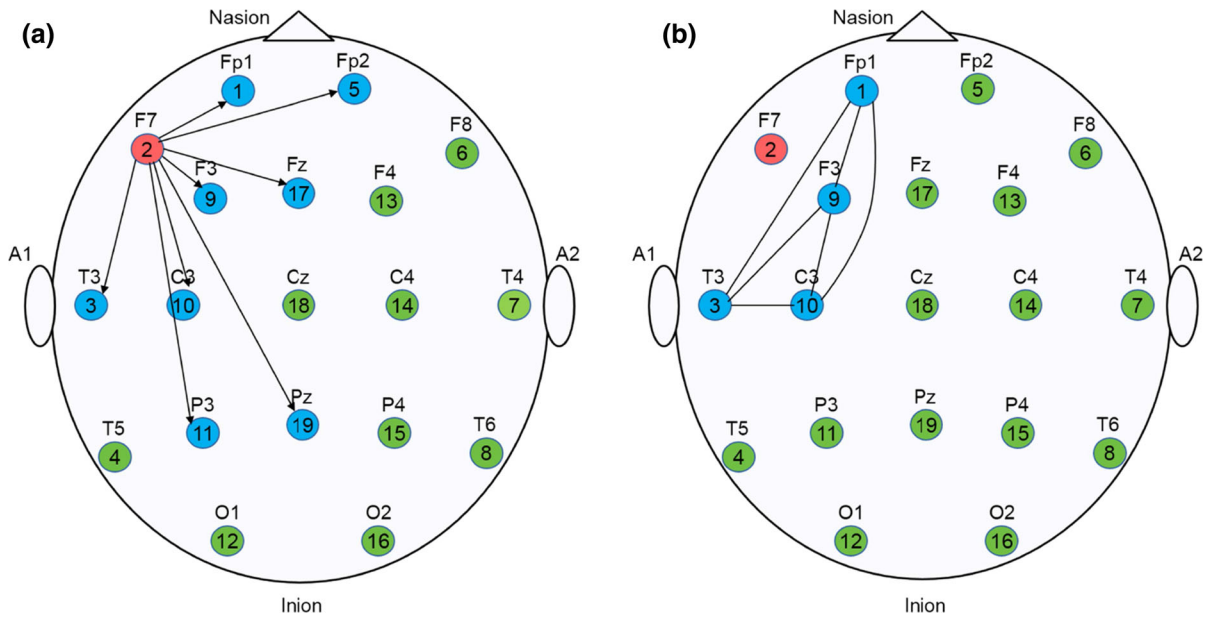 (a)
Nasion
Fp1
Fp2
1
5
F7
F8
2
6
F3
Fz
F4
9
17
13
A1
A2
T3
C3
Cz
C4
T4
3
10
18
14
7
P3
Pz
P4
T5
T6
11
19
15
4
8
O1
O2
12
16
Inion
(b)
Nasion
Fp1
Fp2
1
5
F7
F8
2
6
F3
Fz
F4
9
17
13
A1
A2
T3
C3
Cz
C4
T4
3
10
18
14
7
P3
Pz
P4
T5
T6
11
19
15
4
8
O1
O2
12
16
Inion